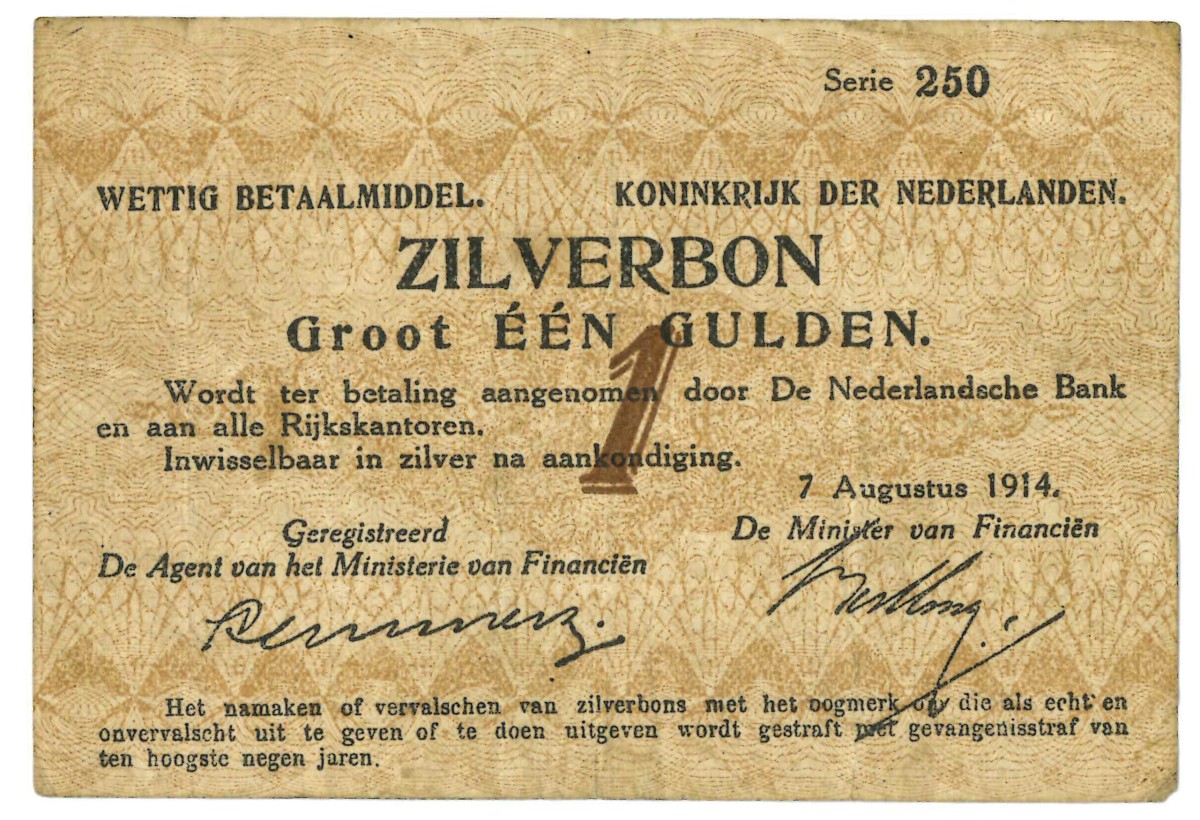 Serie 250
WETTIG BETAALMIDDEL. KONINKRIJK DER NEDERLANDEN.
ZILVERBON
Groot ÉÉN GULDEN.
1
Wordt ter betaling aangenomen door De Nederlandsche Bank
en aan alle Rijkskantoren.
Inwisselbaar in zilver na aankondiging.
7 Augustus 1914.
Geregistreerd
De Agent van het Ministerie van Financiën
De Minister van Financiën
Het namaken of vervalschen van zilverbons met het oogmerk om die als echt en
onvervalscht uit te geven of te doen uitgeven wordt gestraft met gevangenisstraf van
ten hoogste negen jaren.